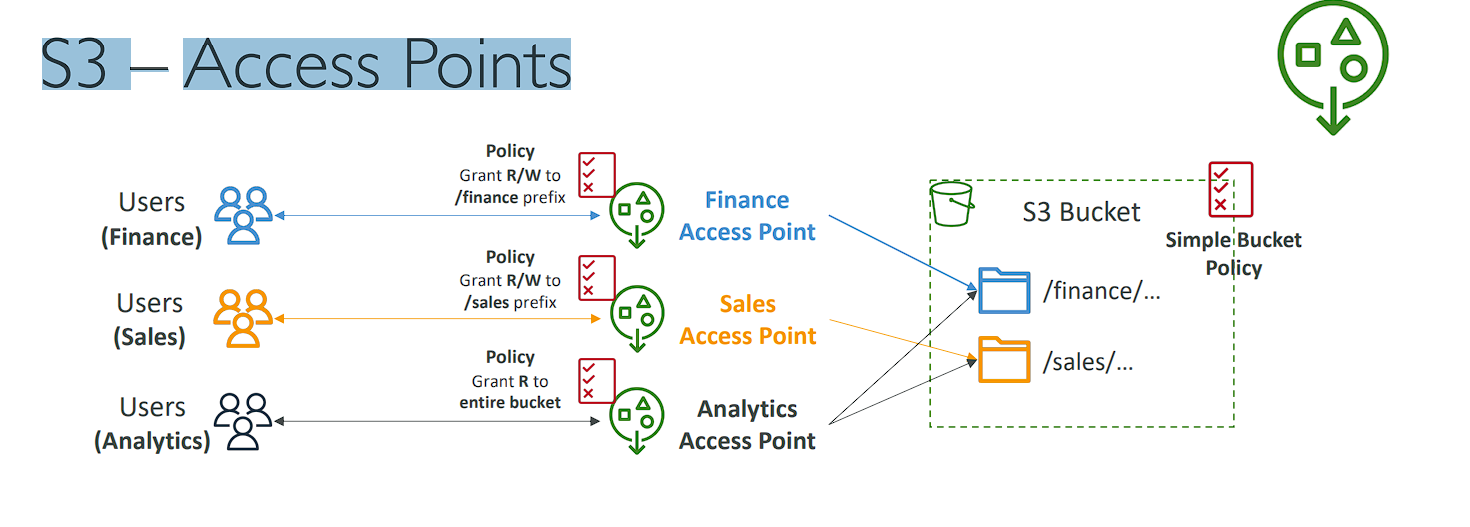 S3 – Access Points
Policy
Grant R/W to
/finance prefix
Users
(Finance)
Finance
Access Point
Policy
Grant R/W to
/sales prefix
Users
(Sales)
Sales
Access Point
Policy
Grant R to
entire bucket
Users
(Analytics)
Analytics
Access Point
S3 Bucket
Simple Bucket
Policy
/finance/...
/sales/...